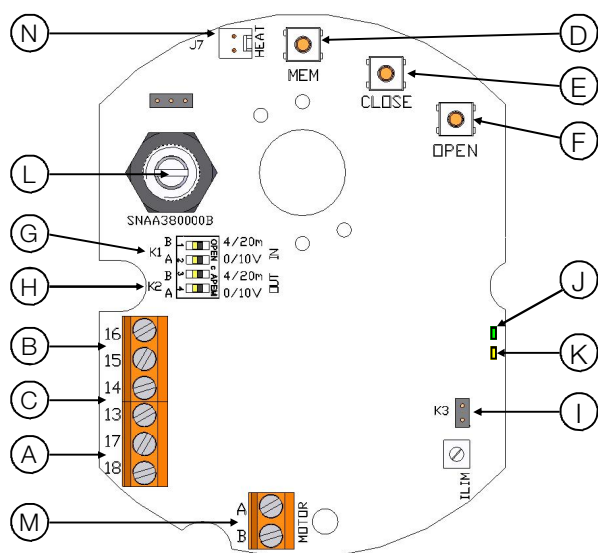 N
J7
HEAT
MEM
D
CLOSE
E
OPEN
F
L
SNAA380000B
G
K1
B 1 OPEN 4/20m
A 2 0/10V IN
H
K2
B 3 4/20m
A 4 0/10V OUT
c APEM
J
K
B
16
15
14
C
13
17
A
18
K3
I
ILIM
M
A
B
MOTOR